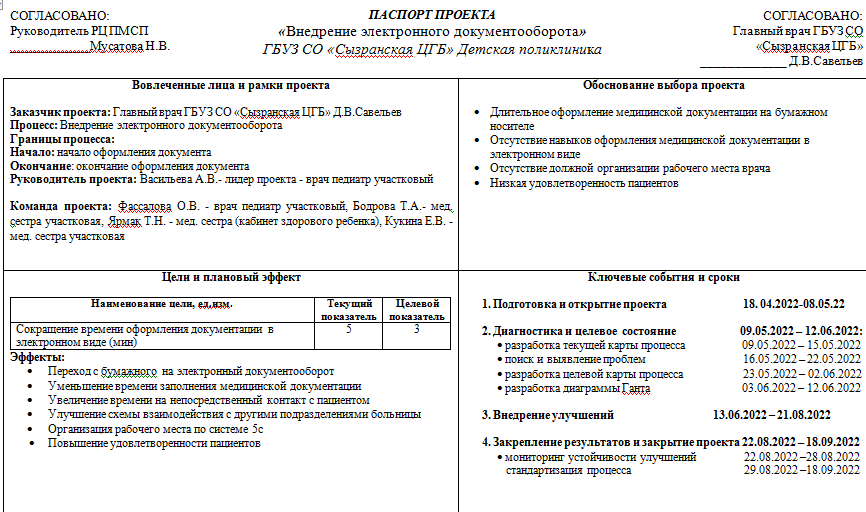 СОГЛАСОВАНО:
Руководитель РЦ ПМСП
______________Мусатова Н.В.
ПАСПОРТ ПРОЕКТА
«Внедрение электронного документооборота»
ГБУЗ СО «Сызранская ЦГБ» Детская поликлиника
СОГЛАСОВАНО:
Главный врач ГБУЗ СО
«Сызранская ЦГБ»
______________ Д.В.Савельев
Вовлеченные лица и рамки проекта
Заказчик проекта: Главный врач ГБУЗ СО «Сызранская ЦГБ» Д.В.Савельев
Процесс: Внедрение электронного документооборота
Границы процесса:
Начало: начало оформления документа
Окончание: окончание оформления документа
Руководитель проекта: Васильева А.В.- лидер проекта - врач педиатр участковый
Команда проекта: Фассалова О.В. - врач педиатр участковый, Бодрова Т.А.- мед.
сестра участковая, Ярмак Т.Н. - мед. сестра (кабинет здорового ребенка), Кукина Е.В. -
мед. сестра участковая
Обоснование выбора проекта
• Длительное оформление медицинской документации на бумажном
носителе
• Отсутствие навыков оформления медицинской документации в
электронном виде
• Отсутствие должной организации рабочего места врача
• Низкая удовлетворенность пациентов
Цели и плановый эффект
Наименование цели, ед.изм. Текущий показатель Целевой показатель
Сокращение времени оформления документации в электронном виде (мин) 5 3
Эффекты:
• Переход с бумажного на электронный документооборот
• Уменьшение времени заполнения медицинской документации
• Увеличение времени на непосредственный контакт с пациентом
• Улучшение схемы взаимодействия с другими подразделениями больницы
• Организация рабочего места по системе 5с
• Повышение удовлетворенности пациентов
Ключевые события и сроки
1. Подготовка и открытие проекта 18. 04.2022-08.05.22
2. Диагностика и целевое состояние 09.05.2022 – 12.06.2022:
• разработка текущей карты процесса 09.05.2022 – 15.05.2022
• поиск и выявление проблем 16.05.2022 – 22.05.2022
• разработка целевой карты процесса 23.05.2022 – 02.06.2022
• разработка диаграммы Ганта 03.06.2022 – 12.06.2022
3. Внедрение улучшений 13.06.2022 – 21.08.2022
4. Закрепление результатов и закрытие проекта 22.08.2022 – 18.09.2022
• мониторинг устойчивости улучшений 22.08.2022 –28.08.2022
стандартизация процесса 29.08.2022 –18.09.2022